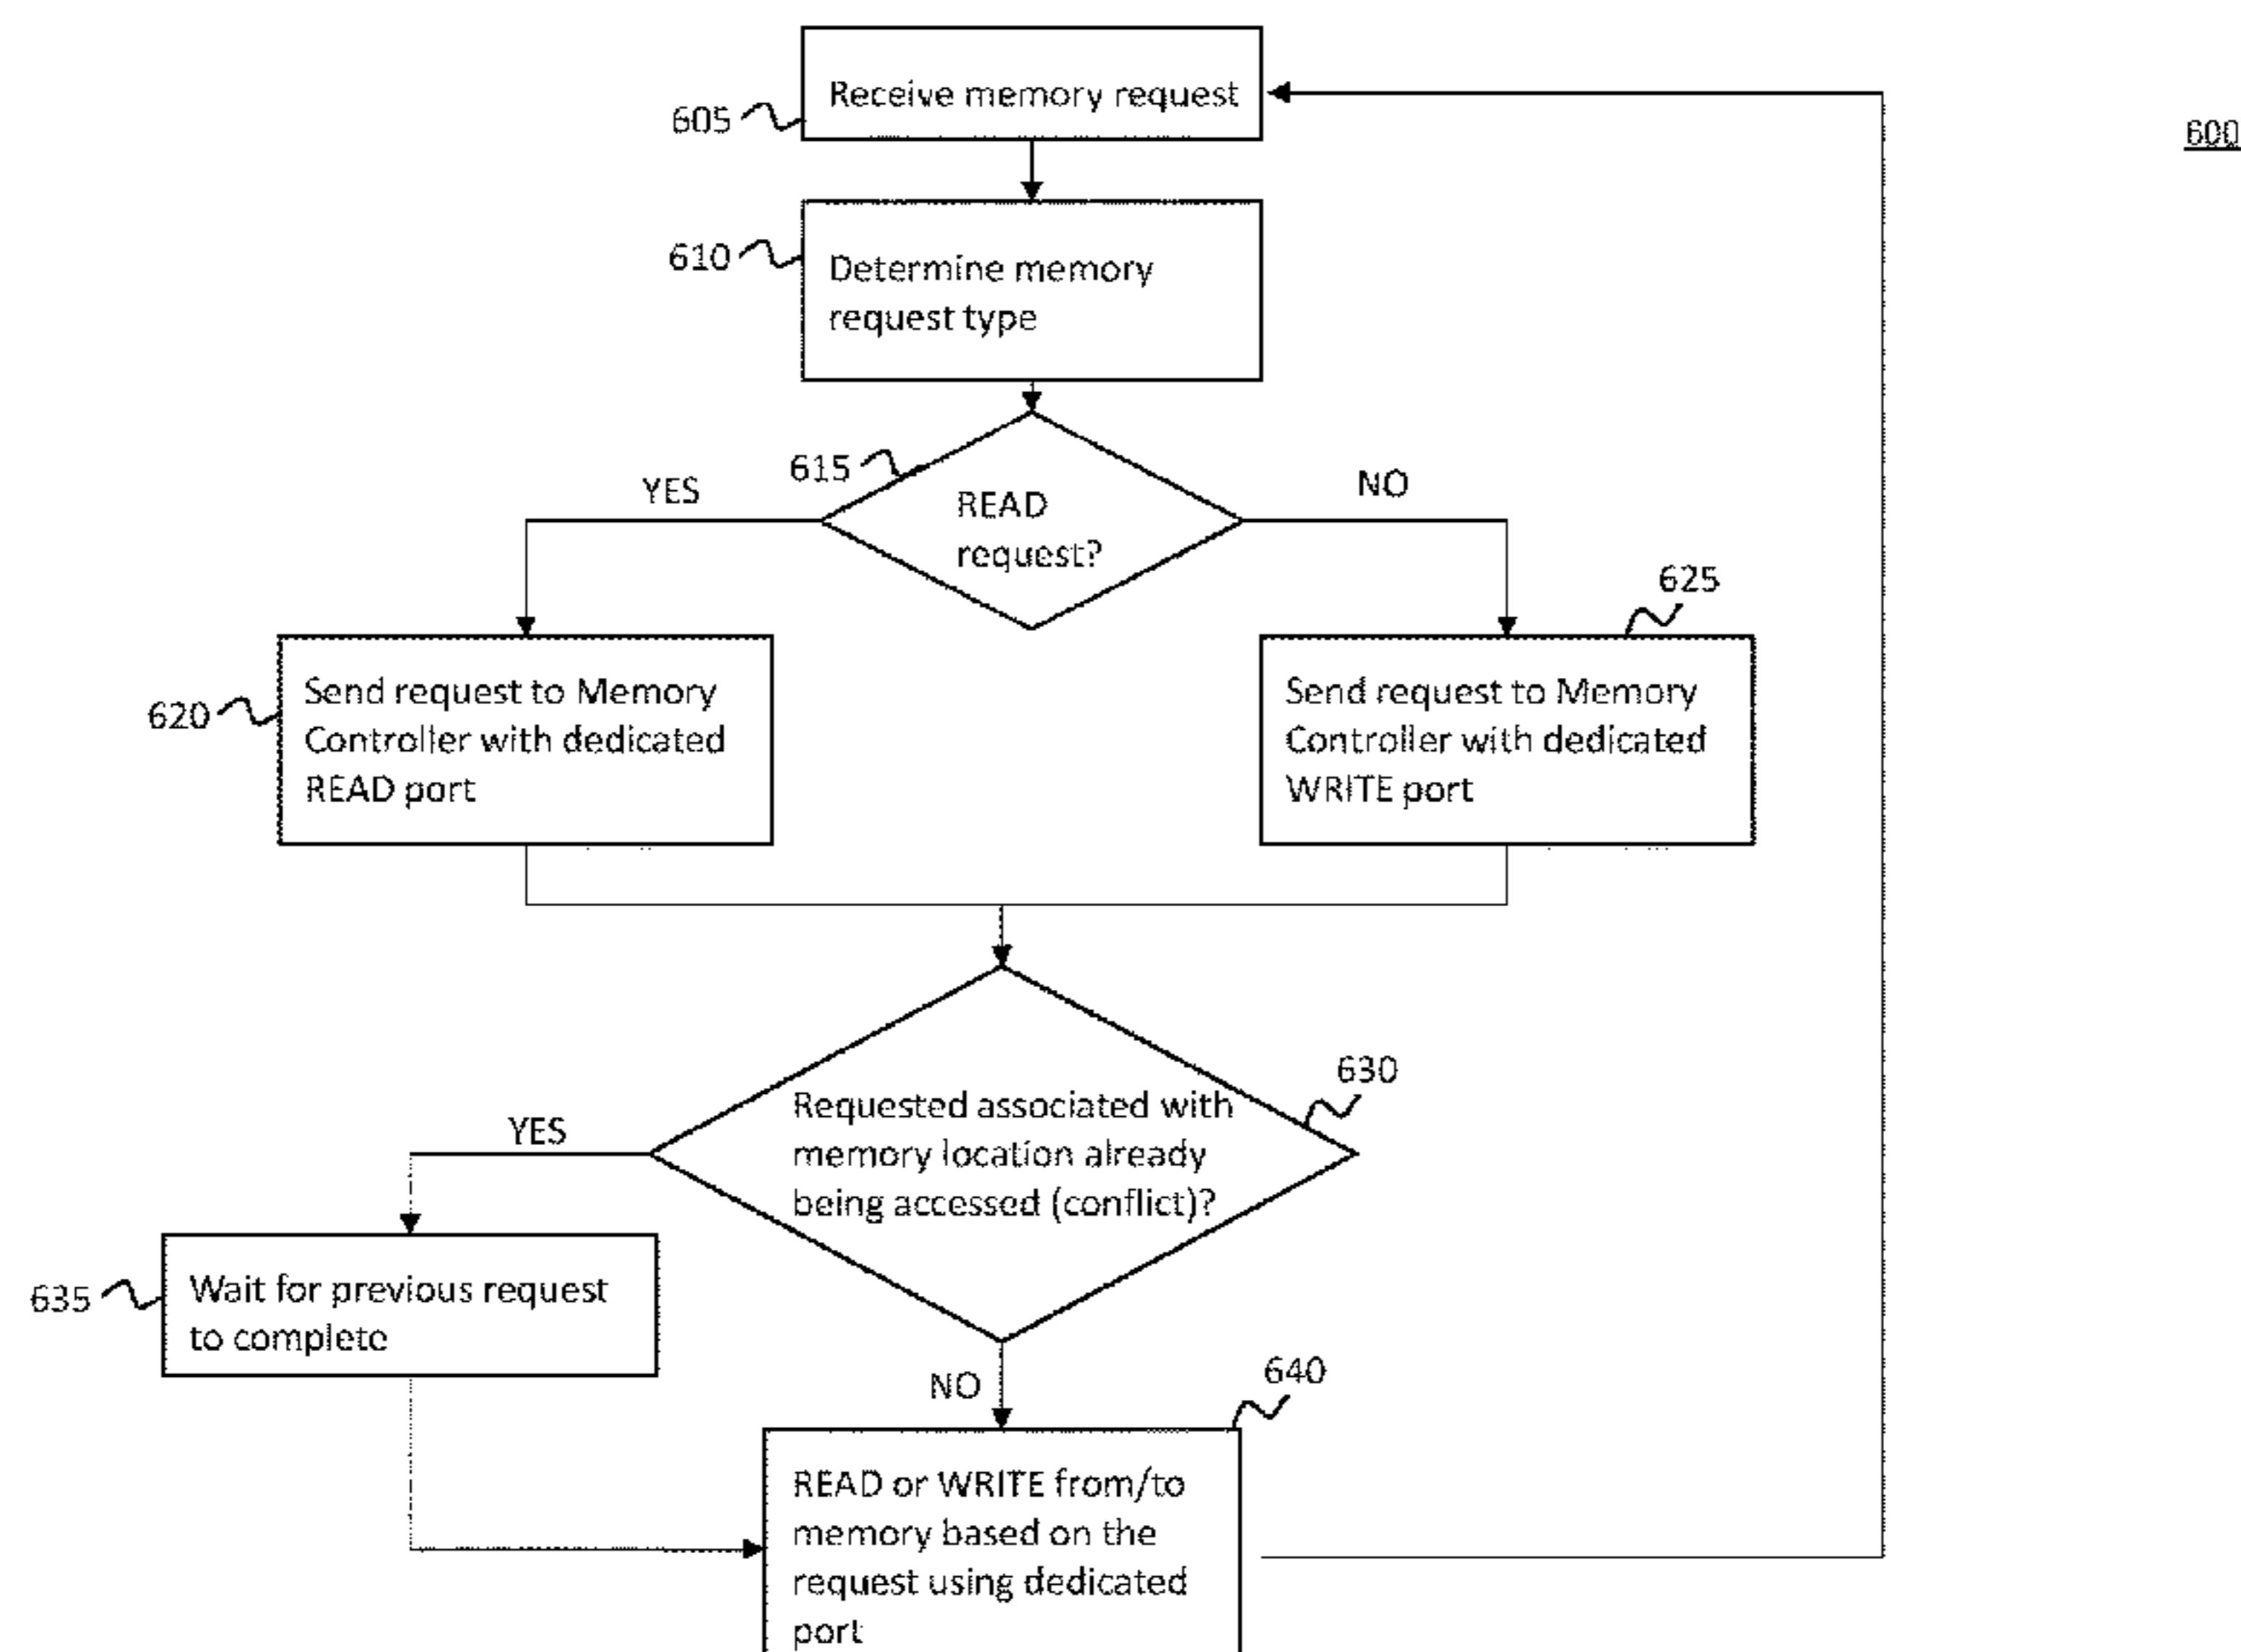 Receive memory request
605
600
610
Determine memory
request type
615
YES
READ
request?
NO
625
620
Send request to Memory
Controller with dedicated
READ port
Send request to Memory
Controller with dedicated
WRITE port
630
YES
Requested associated with
memory location already
being accessed (conflict)?
635
Wait for previous request
to complete
NO
640
READ or WRITE from/to
memory based on the
request using dedicated
port